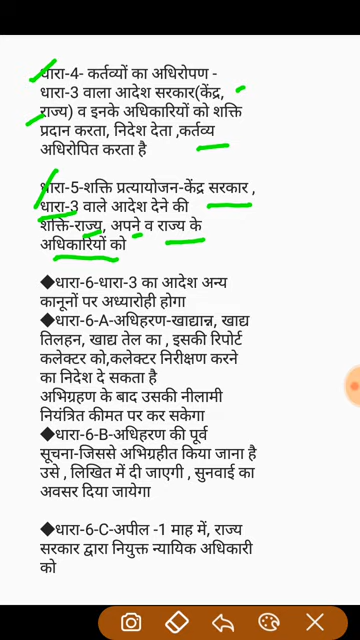 धारा-4- कर्तव्यों का अधिरोपण -
धारा-3 वाला आदेश सरकार(केंद्र,
राज्य) व इनके अधिकारियों को शक्ति
प्रदान करता, निदेश देता ,कर्तव्य
अधिरोपित करता है
धारा-5-शक्ति प्रत्यायोजन-केंद्र सरकार ,
धारा-3 वाले आदेश देने की
शक्ति-राज्य, अपने व राज्य के
अधिकारियों को
◆धारा-6-धारा-3 का आदेश अन्य
कानूनों पर अध्यारोही होगा
◆धारा-6-A-अधिहरण-खाद्यान्न, खाद्य
तिलहन, खाद्य तेल का , इसकी रिपोर्ट
कलेक्टर को,कलेक्टर निरीक्षण करने
का निदेश दे सकता है
अभिग्रहण के बाद उसकी नीलामी
नियंत्रित कीमत पर कर सकेगा
◆धारा-6-B-अधिहरण की पूर्व
सूचना-जिससे अभिग्रहीत किया जाना है
उसे , लिखित में दी जाएगी , सुनवाई का
अवसर दिया जायेगा
◆धारा-6-C-अपील -1 माह में, राज्य
सरकार द्वारा नियुक्त न्यायिक अधिकारी
को